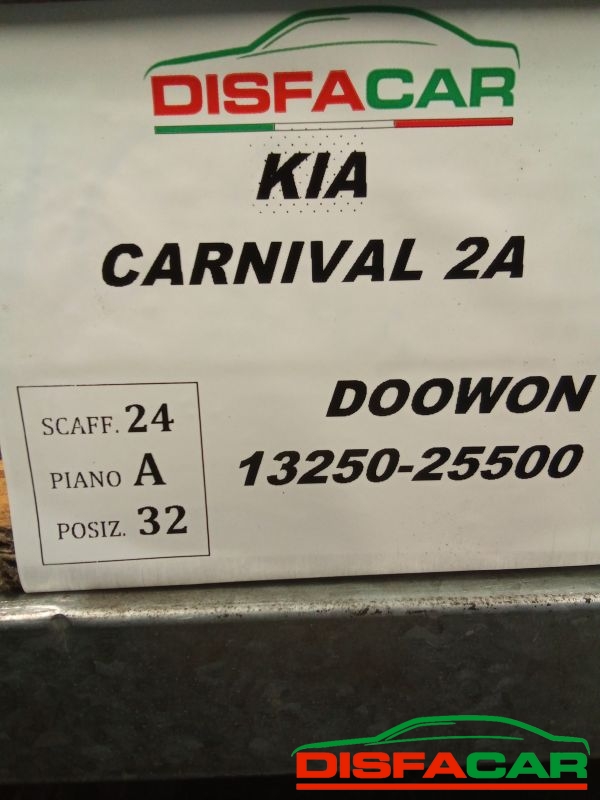 DISFACAR
KIA
CARNIVAL 2A
DOOWON
13250-25500
SCAFF. 24
PIANO A
POSIZ. 32
DISFACAR